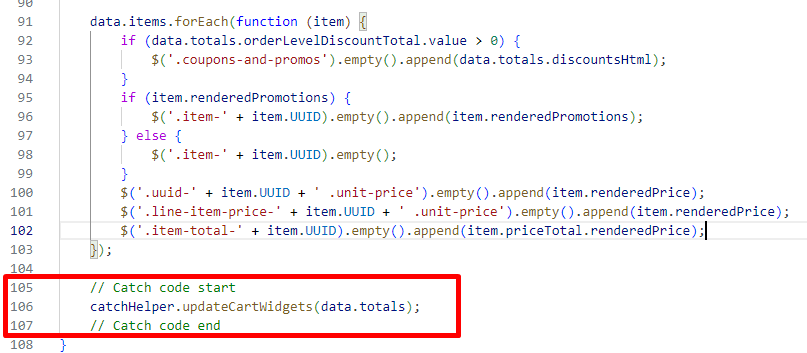 90
91 data.items.forEach(function (item) {
92 if (data.totals.orderLevelDiscountTotal.value > 0) {
93 $('.coupons-and-promos').empty().append(data.totals.discountsHtml);
94 }
95 if (item.renderedPromotions) {
96 $('.item-' + item.UUID).empty().append(item.renderedPromotions);
97 } else {
98 $('.item-' + item.UUID).empty();
99 }
100 $('.uuid-' + item.UUID + ' .unit-price').empty().append(item.renderedPrice);
101 $('.line-item-price-' + item.UUID + ' .unit-price').empty().append(item.renderedPrice);
102 $('.item-total-' + item.UUID).empty().append(item.priceTotal.renderedPrice);
103 });
104
105 // Catch code start
106 catchHelper.updateCartWidgets(data.totals);
107 // Catch code end
108 }